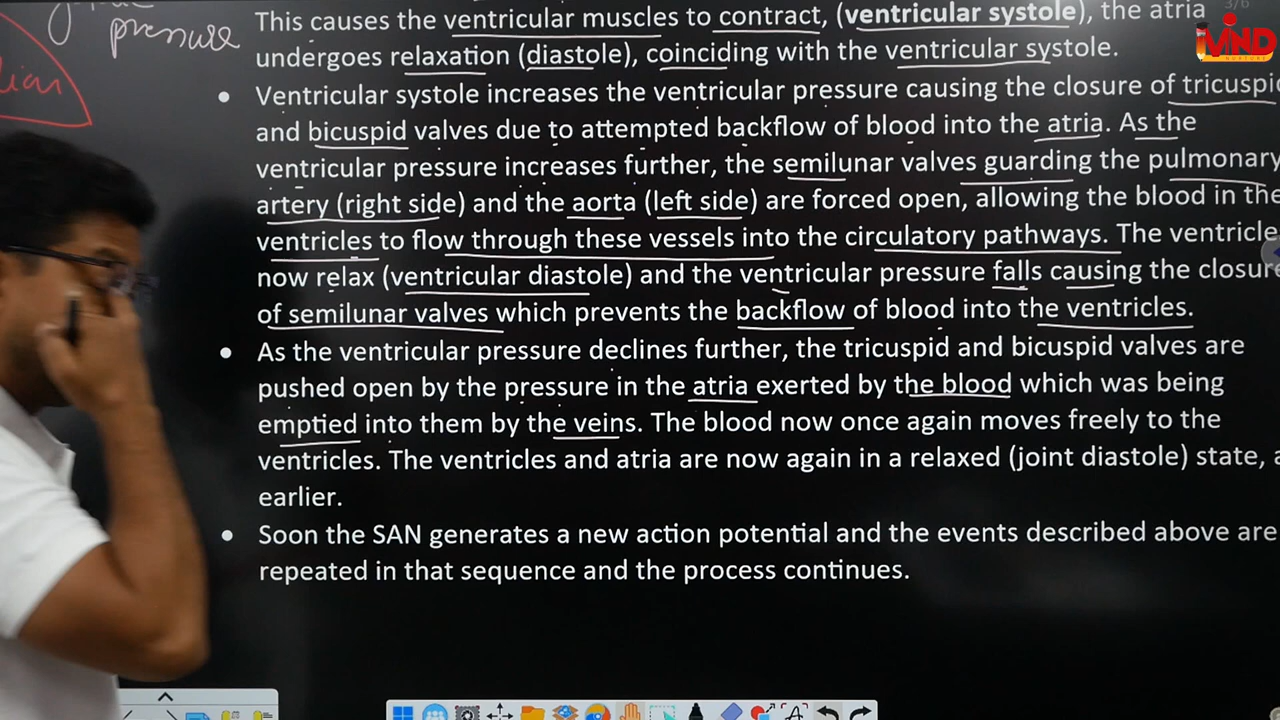 pressure
3/6
MIND
This causes the ventricular muscles to contract, (ventricular systole), the atria
undergoes relaxation (diastole), coinciding with the ventricular systole.
• Ventricular systole increases the ventricular pressure causing the closure of tricuspi
and bicuspid valves due to attempted backflow of blood into the atria. As the
ventricular pressure increases further, the semilunar valves guarding the pulmonary
artery (right side) and the aorta (left side) are forced open, allowing the blood in the
ventricles to flow through these vessels into the circulatory pathways. The ventricle
now relax (ventricular diastole) and the ventricular pressure falls causing the closure
of semilunar valves which prevents the backflow of blood into the ventricles.
• As the ventricular pressure declines further, the tricuspid and bicuspid valves are
pushed open by the pressure in the atria exerted by the blood which was being
emptied into them by the veins. The blood now once again moves freely to the
ventricles. The ventricles and atria are now again in a relaxed (joint diastole) state, a
earlier.
• Soon the SAN generates a new action potential and the events described above are
repeated in that sequence and the process continues.